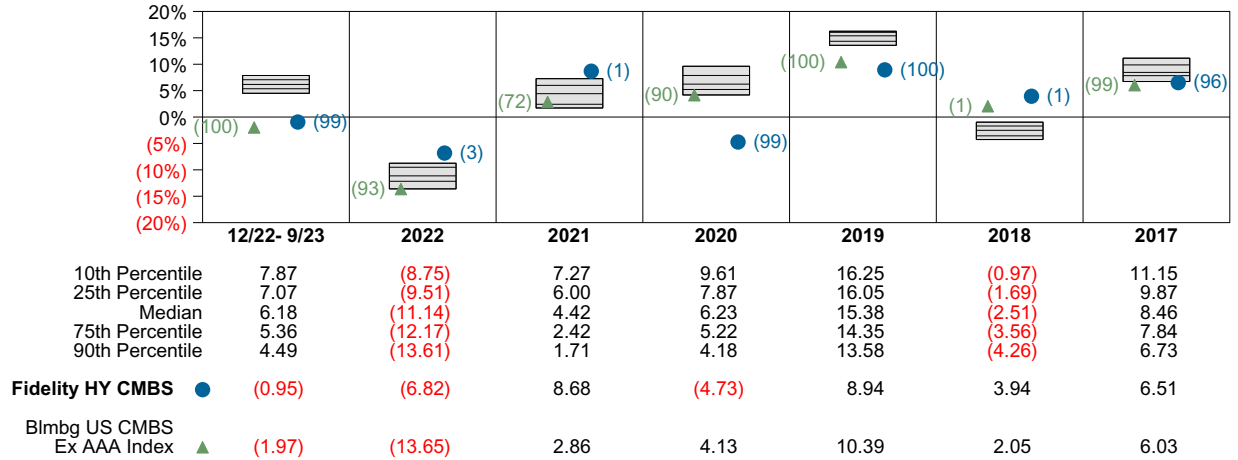 20%
15%
10%
5%
0%
(5%)
(10%)
(15%)
(20%)
(100) (99)
(93) (3)
(72) (1)
(90) (99)
(100) (100)
(1) (1)
(99) (96)
12/22- 9/23 2022 2021 2020 2019 2018 2017
10th Percentile 7.87 (8.75) 7.27 9.61 16.25 (0.97) 11.15
25th Percentile 7.07 (9.51) 6.00 7.87 16.05 (1.69) 9.87
Median 6.18 (11.14) 4.42 6.23 15.38 (2.51) 8.46
75th Percentile 5.36 (12.17) 2.42 5.22 14.35 (3.56) 7.84
90th Percentile 4.49 (13.61) 1.71 4.18 13.58 (4.26) 6.73
Fidelity HY CMBS (0.95) (6.82) 8.68 (4.73) 8.94 3.94 6.51
Blmbg US CMBS
Ex AAA Index (1.97) (13.65) 2.86 4.13 10.39 2.05 6.03